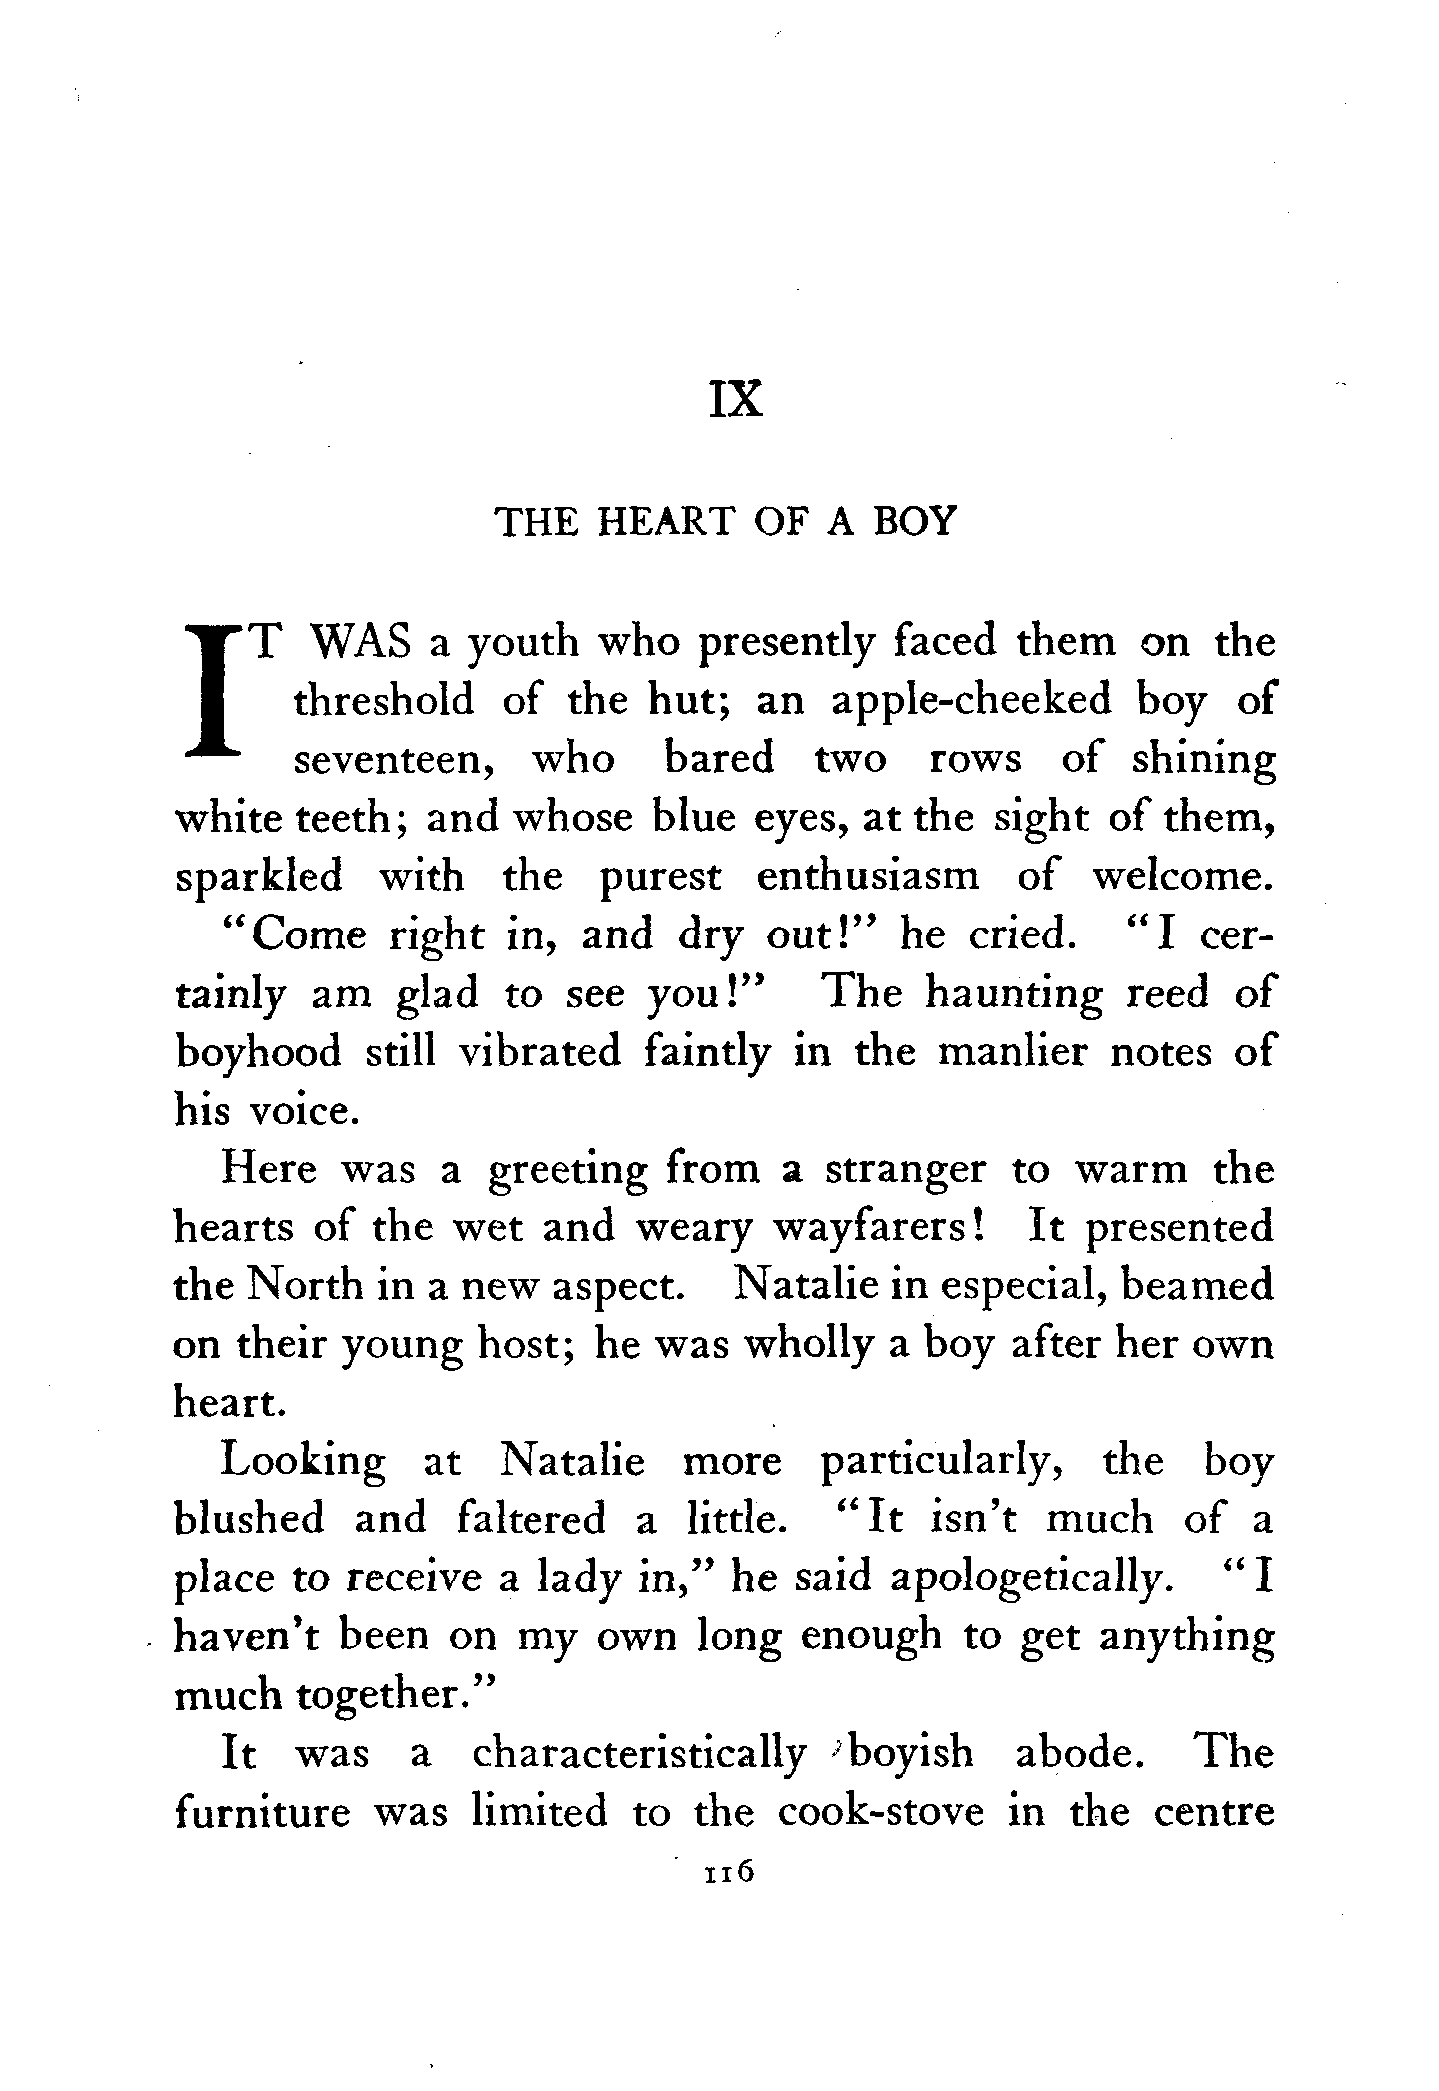 IX
THE HEART OF A BOY
IT WAS a youth who presently faced them on the
threshold of the hut; an apple-cheeked boy of
seventeen, who bared two rows of shining
white teeth; and whose blue eyes, at the sight of them,
sparkled with the purest enthusiasm of welcome.
“Come right in, and dry out!” he cried. “I cer-
tainly am glad to see you!” The haunting reed of
boyhood still vibrated faintly in the manlier notes of
his voice.
Here was a greeting from a stranger to warm the
hearts of the wet and weary wayfarers! It presented
the North in a new aspect. Natalie in especial, beamed
on their young host; he was wholly a boy after her own
heart.
Looking at Natalie more particularly, the boy
blushed and faltered a little. “It isn’t much of a
place to receive a lady in,” he said apologetically. “I
haven’t been on my own long enough to get anything
much together.”
It was a characteristically boyish abode. The
furniture was limited to the cook-stove in the centre
116